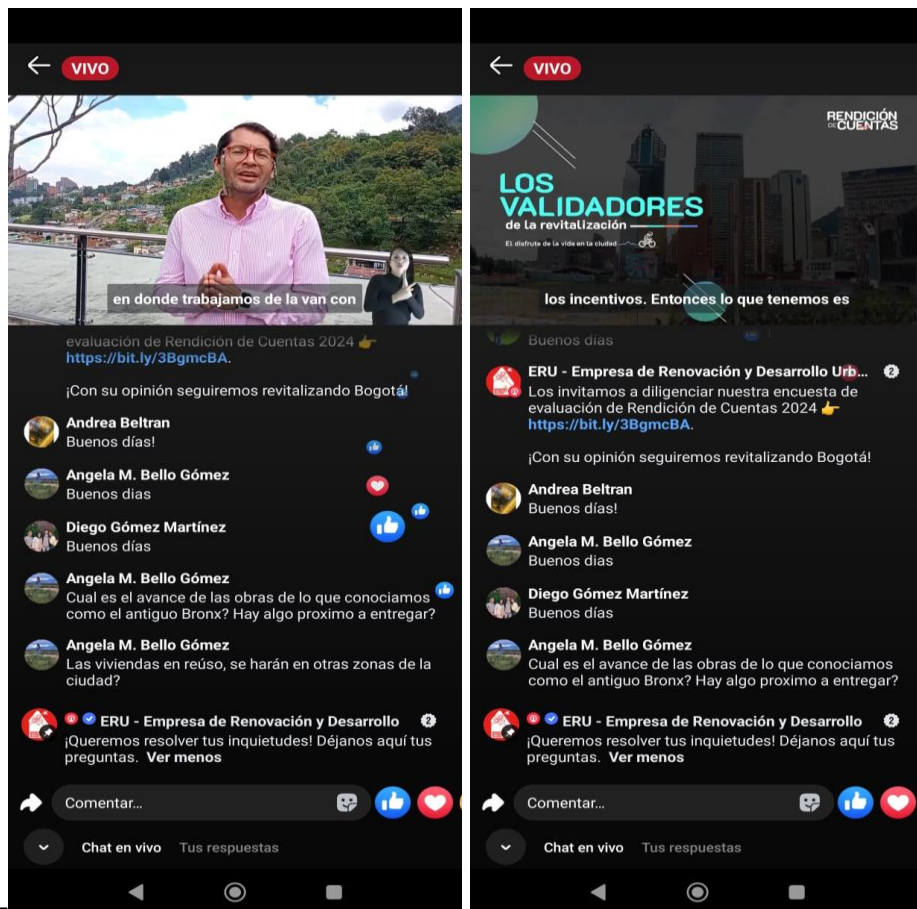 VIVO
en donde trabajamos de la van con
evaluación de Rendición de Cuentas 2024 👉
https://bit.ly/3BgmcBA.
¡Con su opinión seguiremos revitalizando Bogotá!
Andrea Beltran
Buenos días!
Angela M. Bello Gómez
Buenos dias
Diego Gómez Martínez
Buenos días
Angela M. Bello Gómez
Cual es el avance de las obras de lo que conociamos
como el antiguo Bronx? Hay algo proximo a entregar?
Angela M. Bello Gómez
Las viviendas en reúso, se harán en otras zonas de la
ciudad?
ERU - Empresa de Renovación y Desarrollo 2
¡Queremos resolver tus inquietudes! Déjanos aquí tus
preguntas. Ver menos
Comentar...
Chat en vivo Tus respuestas
VIVO
RENDICIÓN
DE CUENTAS
LOS
VALIDADORES
de la revitalización
El disfrute de la vida en la ciudad
los incentivos. Entonces lo que tenemos es
Buenos días
ERU - Empresa de Renovación y Desarrollo Urb... 2
Los invitamos a diligenciar nuestra encuesta de
evaluación de Rendición de Cuentas 2024 👉
https://bit.ly/3BgmcBA.
¡Con su opinión seguiremos revitalizando Bogotá!
Andrea Beltran
Buenos días!
Angela M. Bello Gómez
Buenos dias
Diego Gómez Martínez
Buenos días
Angela M. Bello Gómez
Cual es el avance de las obras de lo que conociamos
como el antiguo Bronx? Hay algo proximo a entregar?
ERU - Empresa de Renovación y Desarrollo 2
¡Queremos resolver tus inquietudes! Déjanos aquí tus
preguntas. Ver menos
Comentar...
Chat en vivo Tus respuestas